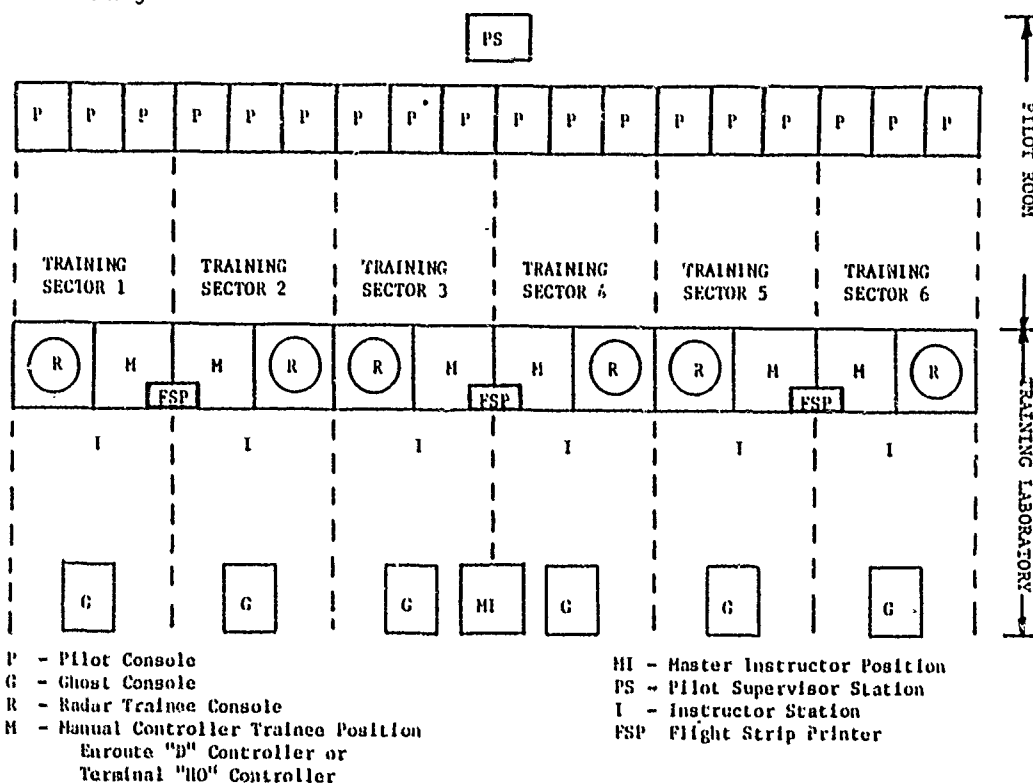 PS
P P P P P P P P P P P P P P P P P P
PILOT ROOM
TRAINING SECTOR 1
TRAINING SECTOR 2
TRAINING SECTOR 3
TRAINING SECTOR 4
TRAINING SECTOR 5
TRAINING SECTOR 6
R M M R R M M R R M M R
FSP FSP FSP
I I I I I I
TRAINING LABORATORY
G G G MI G G G
P - Pilot Console
G - Ghost Console
R - Radar Trainee Console
M - Manual Controller Trainee Position
Enroute "D" Controller or
Terminal "HO" Controller
MI - Master Instructor Position
PS - Pilot Supervisor Station
I - Instructor Station
FSP Flight Strip Printer